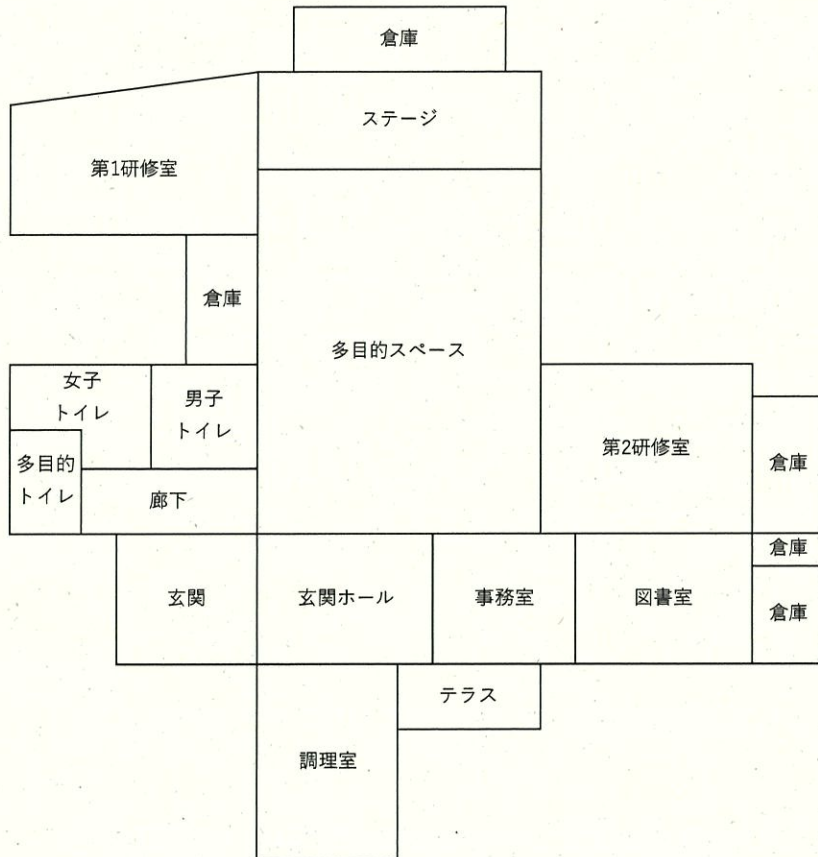 倉庫
ステージ
第1研修室
倉庫
多目的スペース
女子
トイレ
男子
トイレ
第2研修室
多目的
トイレ
倉庫
廊下
倉庫
玄関
玄関ホール
事務室
図書室
倉庫
テラス
調理室